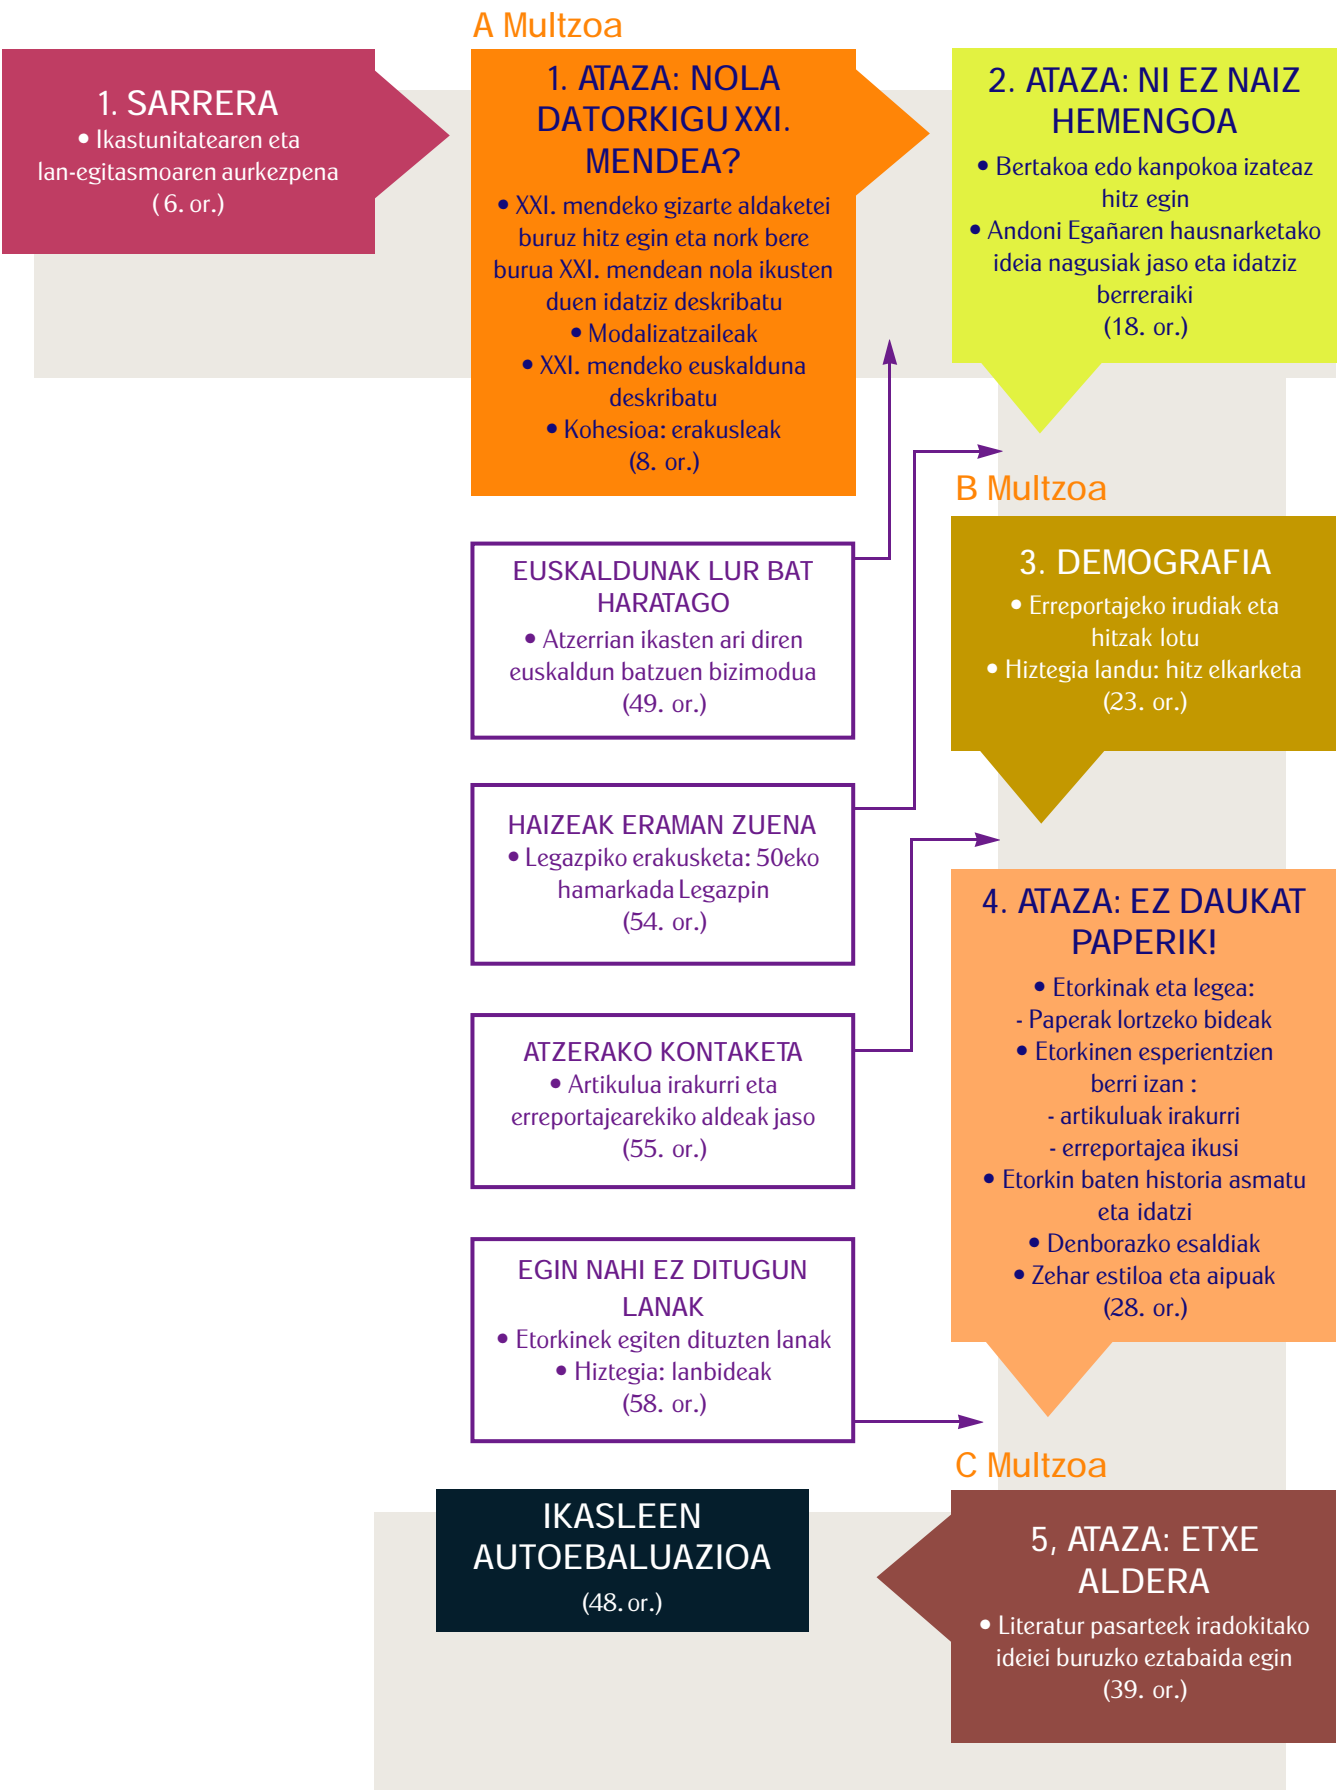 A Multzoa
1. SARRERA
• Ikastunitatearen eta
lan-egitasmoaren aurkezpena
( 6. or.)
1. ATAZA: NOLA
DATORKIGU XXI.
MENDEA?
• XXI. mendeko gizarte aldaketei
buruz hitz egin eta nork bere
burua XXI. mendean nola ikusten
duen idatziz deskribatu
• Modalizatzaileak
• XXI. mendeko euskalduna
deskribatu
• Kohesioa: erakusleak
(8. or.)
2. ATAZA: NI EZ NAIZ
HEMENGOA
• Bertakoa edo kanpokoa izateaz
hitz egin
• Andoni Egañaren hausnarketako
ideia nagusiak jaso eta idatziz
berreraiki
(18. or.)
B Multzoa
3. DEMOGRAFIA
• Erreportajeko irudiak eta
hitzak lotu
• Hiztegia landu: hitz elkarketa
(23. or.)
EUSKALDUNAK LUR BAT
HARATAGO
• Atzerrian ikasten ari diren
euskaldun batzuen bizimodua
(49. or.)
HAIZEAK ERAMAN ZUENA
• Legazpiko erakusketa: 50eko
hamarkada Legazpin
(54. or.)
4. ATAZA: EZ DAUKAT
PAPERIK!
• Etorkinak eta legea:
- Paperak lortzeko bideak
• Etorkinen esperientzien
berri izan :
- artikuluak irakurri
- erreportajea ikusi
• Etorkin baten historia asmatu
eta idatzi
• Denborazko esaldiak
• Zehar estiloa eta aipuak
(28. or.)
ATZERAKO KONTAKETA
• Artikulua irakurri eta
erreportajearekiko aldeak jaso
(55. or.)
EGIN NAHI EZ DITUGUN
LANAK
• Etorkinek egiten dituzten lanak
• Hiztegia: lanbideak
(58. or.)
C Multzoa
5, ATAZA: ETXE
ALDERA
• Literatur pasarteek iradokitako
ideiei buruzko eztabaida egin
(39. or.)
IKASLEEN
AUTOEBALUAZIOA
(48. or.)